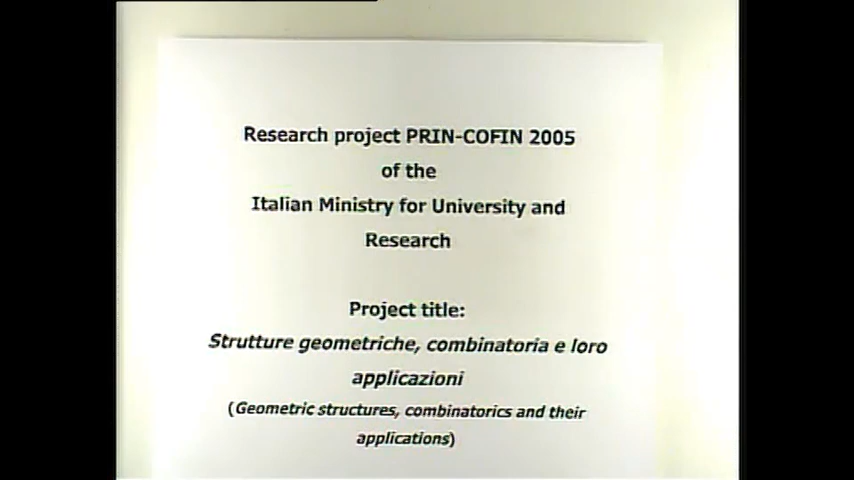 Research project PRIN-COFIN 2005
of the
Italian Ministry for University and
Research
Project title:
Strutture geometriche, combinatoria e loro
applicazioni
(Geometric structures, combinatorics and their
applications)